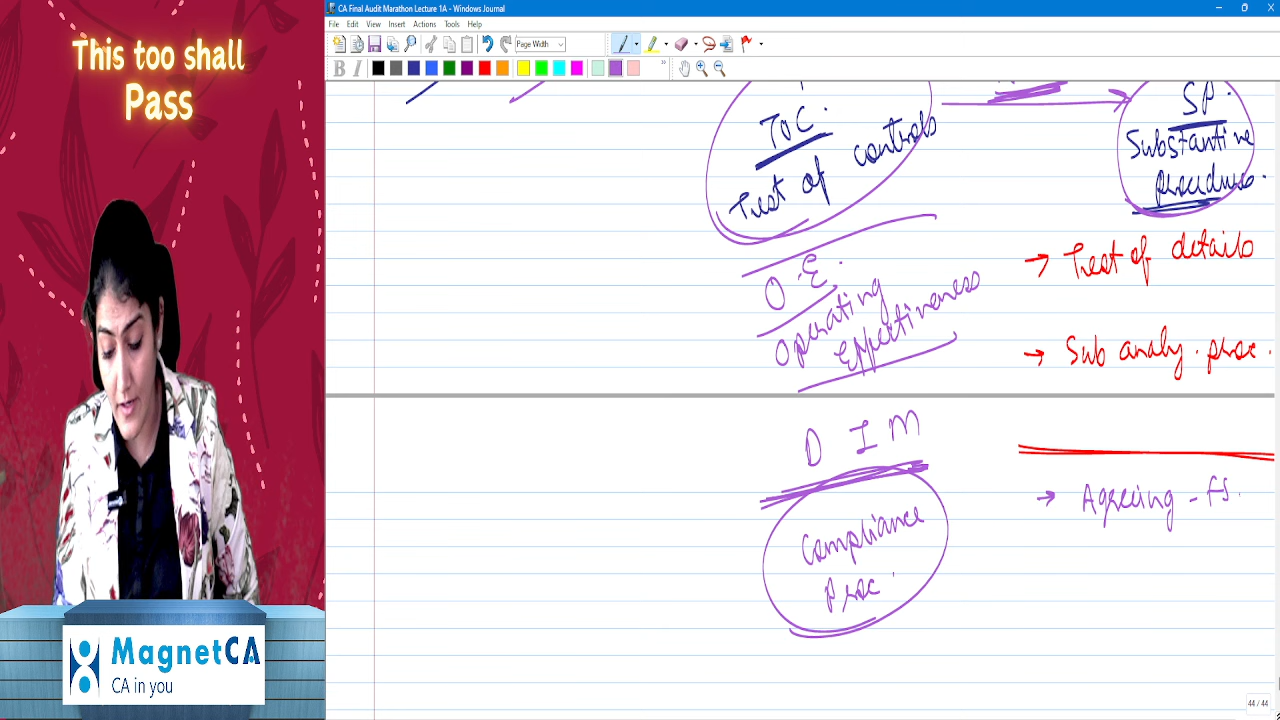 This too shall
Pass
MagnetCA
CA in you
CA Final Audit Marathon Lecture 1A - Windows Journal
File Edit View Insert Actions Tools Help
Page Width
B I
TOC.
Test of controls
SP.
Substantive
procedures.
O.E.
Operating
Effectiveness
→ Test of details
→ Sub analy. proc.
D I M
Compliance
Proc.
→ Agreeing - FS.
44 / 44